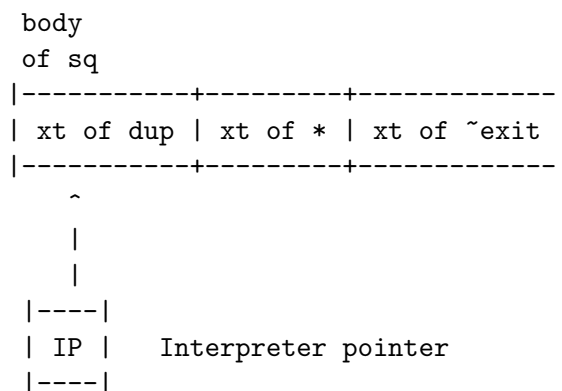 body
of sq
|-----------+---------+-------------
| xt of dup | xt of * | xt of ~exit
|-----------+---------+-------------
^
|
|
|----|
| IP | Interpreter pointer
|----|